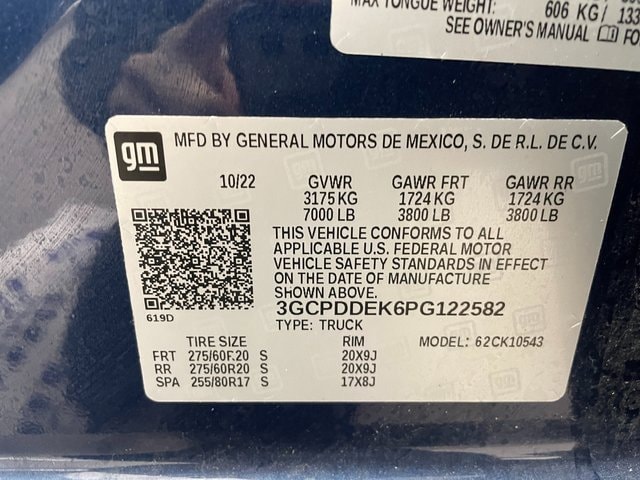 MAX TONGUE WEIGHT:
606 KG/ 133
SEE OWNER'S MANUAL FO
gm
MFD BY GENERAL MOTORS DE MEXICO, S. DE R.L. DE C.V.
10/22 GVWR GAWR FRT GAWR RR
3175 KG 1724 KG 1724 KG
7000 LB 3800 LB 3800 LB
THIS VEHICLE CONFORMS TO ALL
APPLICABLE U.S. FEDERAL MOTOR
VEHICLE SAFETY STANDARDS IN EFFECT
ON THE DATE OF MANUFACTURE
SHOWN ABOVE.
619D
3GCPDDEK6PG122582
TYPE: TRUCK MODEL: 62CK10543
TIRE SIZE RIM
FRT 275/60R20 S 20X9J
RR 275/60R20 S 20X9J
SPA 255/80R17 S 17X8J